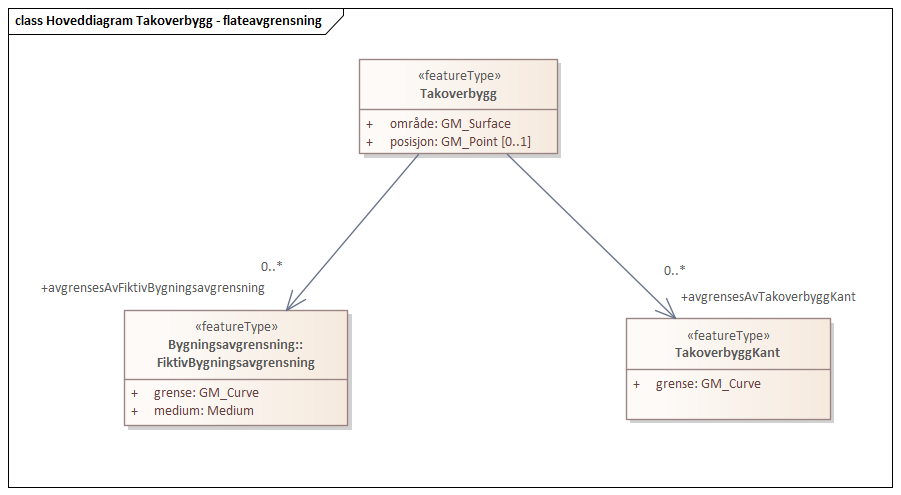 class Hoveddiagram Takoverbygg - flateavgrensning
«featureType»
Takoverbygg
+ område: GM_Surface
+ posisjon: GM_Point [0..1]
0..*
+avgrensesAvFiktivBygningsavgrensning
0..*
+avgrensesAvTakoverbyggKant
«featureType»
Bygningsavgrensning::
FiktivBygningsavgrensning
+ grense: GM_Curve
+ medium: Medium
«featureType»
TakoverbyggKant
+ grense: GM_Curve